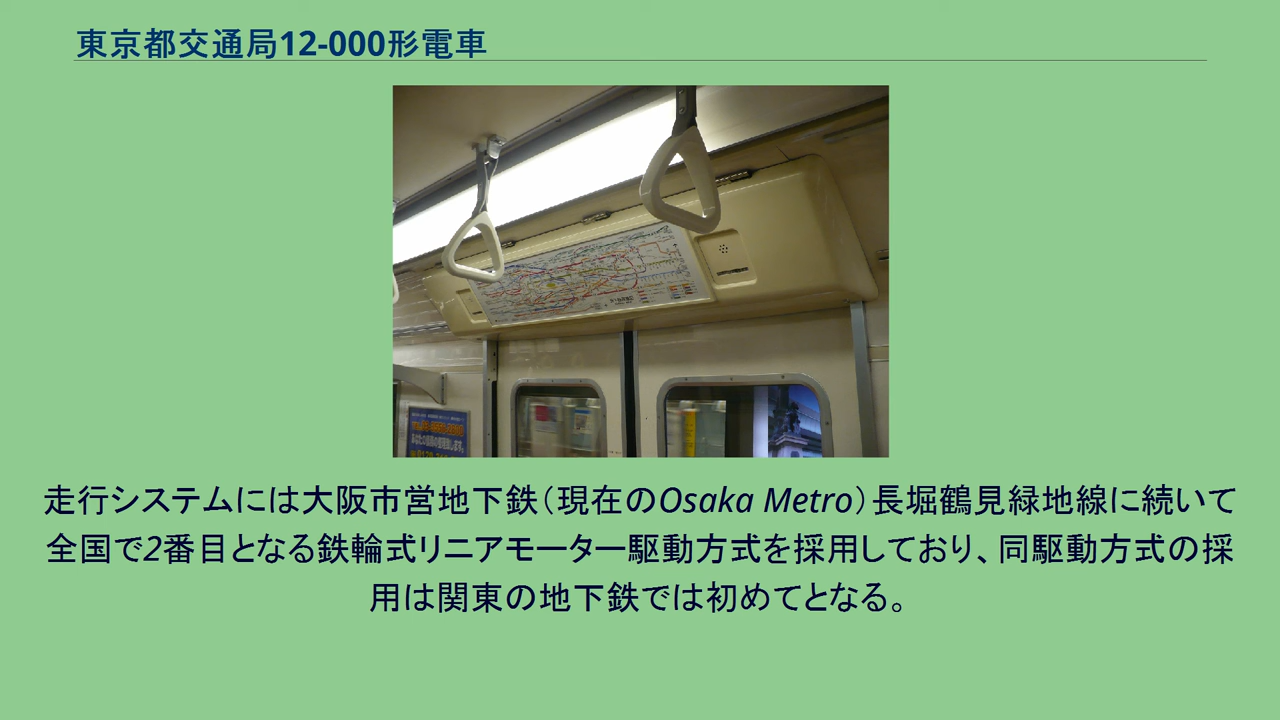 東京都交通局12-000形電車
走行システムには大阪市営地下鉄（現在のOsaka Metro）長堀鶴見緑地線に続いて
全国で2番目となる鉄輪式リニアモーター駆動方式を採用しており、同駆動方式の採
用は関東の地下鉄では初めてとなる。